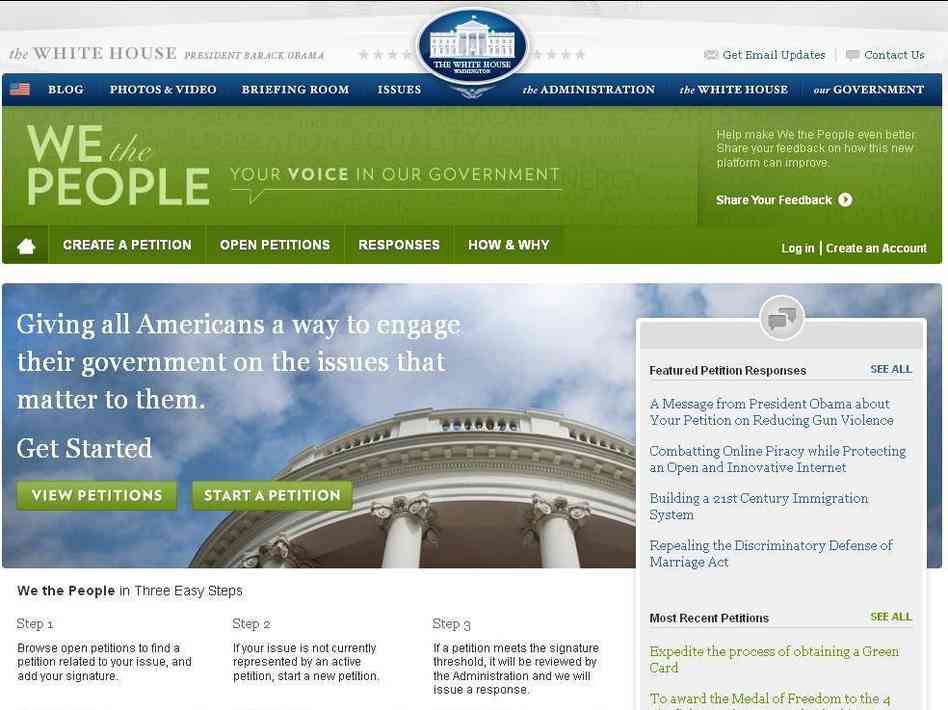 the WHITE HOUSE PRESIDENT BARACK OBAMA
THE WHITE HOUSE
WASHINGTON
Get Email Updates
Contact Us
BLOG PHOTOS & VIDEO BRIEFING ROOM ISSUES the ADMINISTRATION the WHITE HOUSE our GOVERNMENT
WE the
PEOPLE
YOUR VOICE IN OUR GOVERNMENT
Help make We the People even better.
Share your feedback on how this new
platform can improve.
Share Your Feedback
CREATE A PETITION OPEN PETITIONS RESPONSES HOW & WHY
Log in | Create an Account
Giving all Americans a way to engage
their government on the issues that
matter to them.
Get Started
VIEW PETITIONS START A PETITION
Featured Petition Responses SEE ALL
A Message from President Obama about
Your Petition on Reducing Gun Violence
Combatting Online Piracy while Protecting
an Open and Innovative Internet
Building a 21st Century Immigration
System
Repealing the Discriminatory Defense of
Marriage Act
Most Recent Petitions SEE ALL
Expedite the process of obtaining a Green
Card
To award the Medal of Freedom to the 4
We the People in Three Easy Steps
Step 1
Browse open petitions to find a
petition related to your issue, and
add your signature.
Step 2
If your issue is not currently
represented by an active
petition, start a new petition.
Step 3
If a petition meets the signature
threshold, it will be reviewed by
the Administration and we will
issue a response.